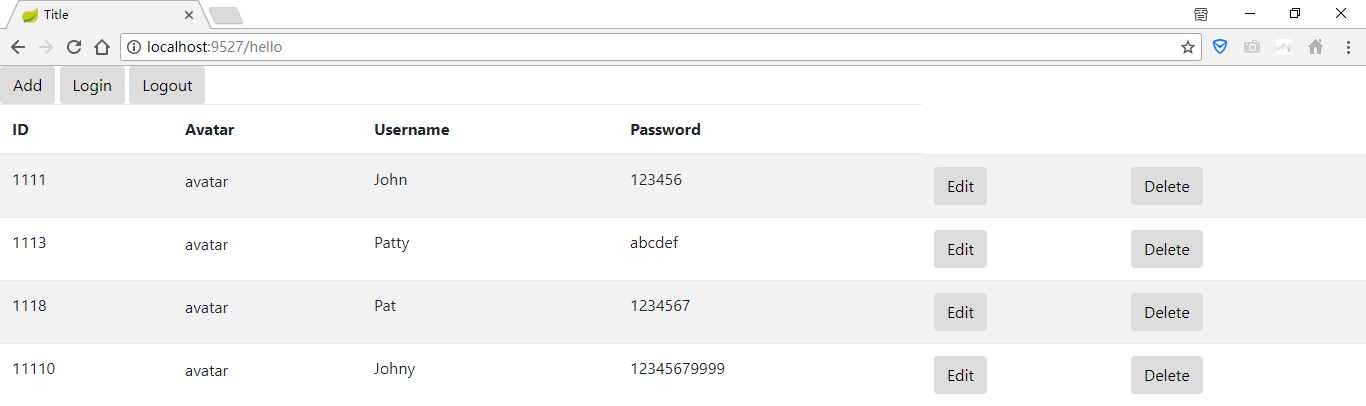 Title
localhost:9527/hello
Add Login Logout
ID Avatar Username Password
1111 avatar John 123456 Edit Delete
1113 avatar Patty abcdef Edit Delete
1118 avatar Pat 1234567 Edit Delete
11110 avatar Johny 12345679999 Edit Delete